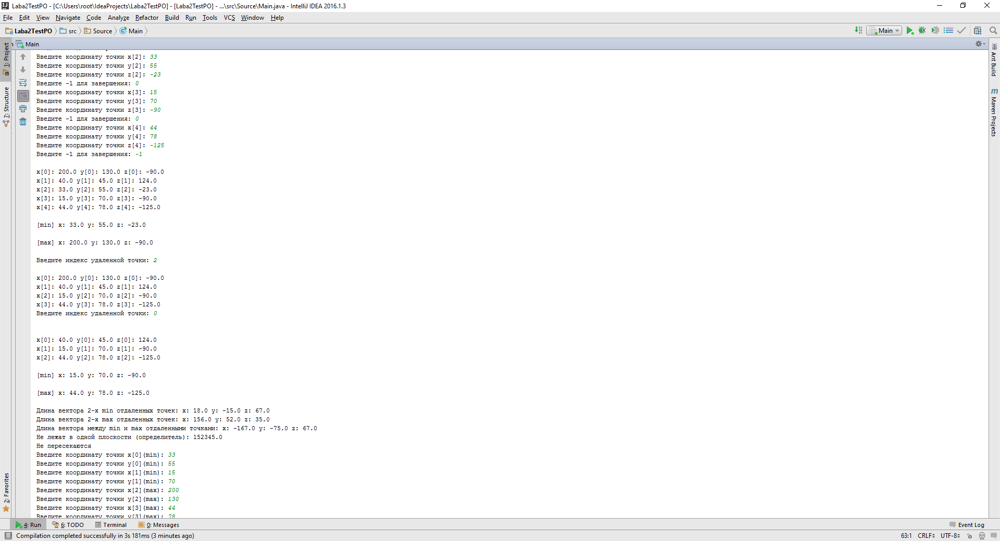 Laba2TestPO - [C:\Users\root\IdeaProjects\Laba2TestPO] - [Laba2TestPO] - ...\src\Source\Main.java - IntelliJ IDEA 2016.1.3
File Edit View Navigate Code Analyze Refactor Build Run Tools VCS Window Help
Laba2TestPO src Source Main
Main
Main
1: Project
7: Structure
2: Favorites
Ant Build
Maven Projects
Введите координату точки x[2]: 33
Введите координату точки y[2]: 55
Введите координату точки z[2]: -23
Введите -1 для завершения: 0
Введите координату точки x[3]: 15
Введите координату точки y[3]: 70
Введите координату точки z[3]: -90
Введите -1 для завершения: 0
Введите координату точки x[4]: 44
Введите координату точки y[4]: 78
Введите координату точки z[4]: -125
Введите -1 для завершения: -1
x[0]: 200.0 y[0]: 130.0 z[0]: -90.0
x[1]: 40.0 y[1]: 45.0 z[1]: 124.0
x[2]: 33.0 y[2]: 55.0 z[2]: -23.0
x[3]: 15.0 y[3]: 70.0 z[3]: -90.0
x[4]: 44.0 y[4]: 78.0 z[4]: -125.0
[min] x: 33.0 y: 55.0 z: -23.0
[max] x: 200.0 y: 130.0 z: -90.0
Введите индекс удаленной точки: 2
x[0]: 200.0 y[0]: 130.0 z[0]: -90.0
x[1]: 40.0 y[1]: 45.0 z[1]: 124.0
x[2]: 15.0 y[2]: 70.0 z[2]: -90.0
x[3]: 44.0 y[3]: 78.0 z[3]: -125.0
Введите индекс удаленной точки: 0
x[0]: 40.0 y[0]: 45.0 z[0]: 124.0
x[1]: 15.0 y[1]: 70.0 z[1]: -90.0
x[2]: 44.0 y[2]: 78.0 z[2]: -125.0
[min] x: 15.0 y: 70.0 z: -90.0
[max] x: 44.0 y: 78.0 z: -125.0
Длина вектора 2-х min отдаленных точек: x: 18.0 y: -15.0 z: 67.0
Длина вектора 2-х max отдаленных точек: x: 156.0 y: 52.0 z: 35.0
Длина вектора между min и max отдаленными точками: x: -167.0 y: -75.0 z: 67.0
Не лежат в одной плоскости (определитель): 152345.0
Не пересекаются
Введите координату точки x[0](min): 33
Введите координату точки y[0](min): 55
Введите координату точки x[1](min): 15
Введите координату точки y[1](min): 70
Введите координату точки x[2](max): 200
Введите координату точки y[2](max): 130
Введите координату точки x[3](max): 44
Введите координату точки y[3](max): 78
4: Run 6: TODO Terminal 0: Messages Event Log
Compilation completed successfully in 3s 181ms (3 minutes ago) 63:1 CRLF UTF-8